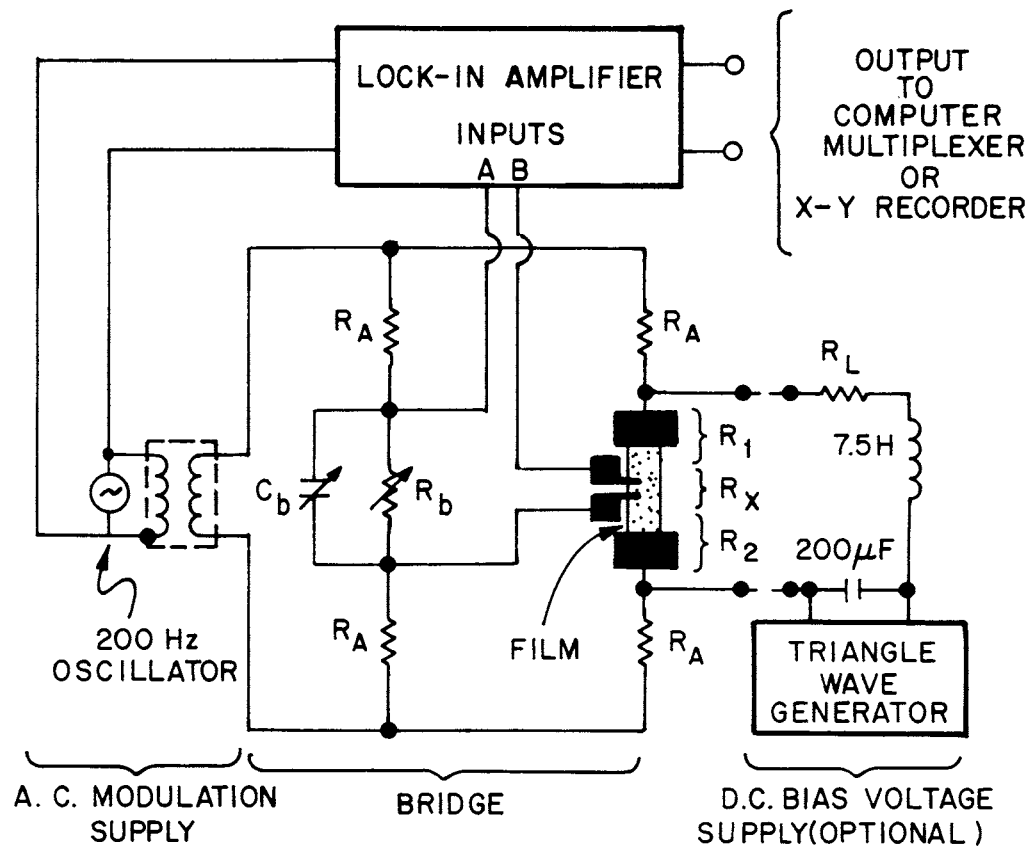 LOCK-IN AMPLIFIER
INPUTS
A B
OUTPUT
TO
COMPUTER
MULTIPLEXER
OR
X-Y RECORDER
R_A
R_A
R_L
7.5H
R_1
R_X
R_2
C_b
R_b
200μF
200 Hz
OSCILLATOR
R_A
FILM
R_A
TRIANGLE
WAVE
GENERATOR
A. C. MODULATION
SUPPLY
BRIDGE
D.C. BIAS VOLTAGE
SUPPLY(OPTIONAL)